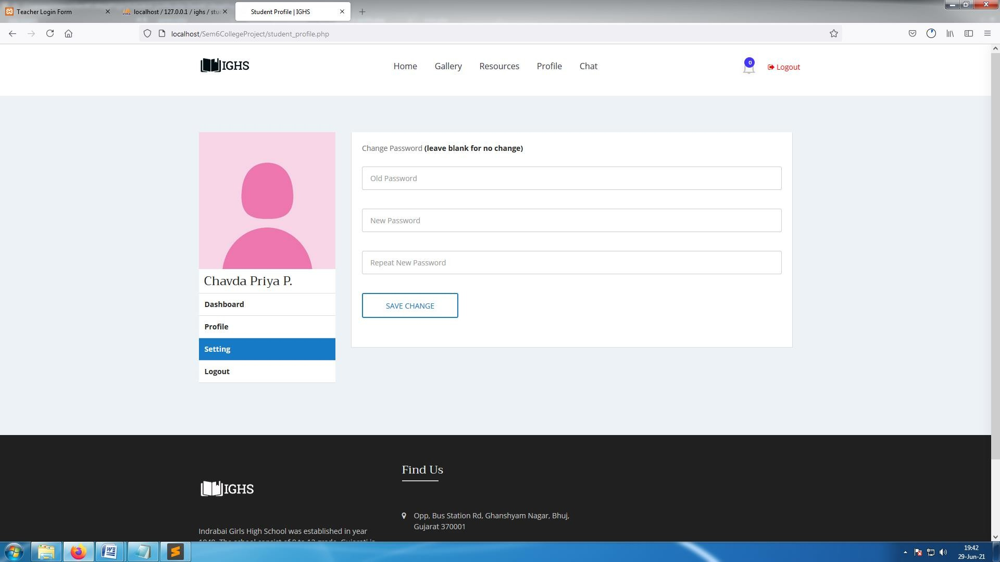 Teacher Login Form
localhost / 127.0.0.1 / ighs / stu
Student Profile | IGHS
localhost/Sem6CollegeProject/student_profile.php
IGHS
Home
Gallery
Resources
Profile
Chat
0
Logout
Change Password (leave blank for no change)
Old Password
New Password
Repeat New Password
SAVE CHANGE
Chavda Priya P.
Dashboard
Profile
Setting
Logout
IGHS
Indrabai Girls High School was established in year
Find Us
Opp, Bus Station Rd, Ghanshyam Nagar, Bhuj,
Gujarat 370001
19:42
29-Jun-21